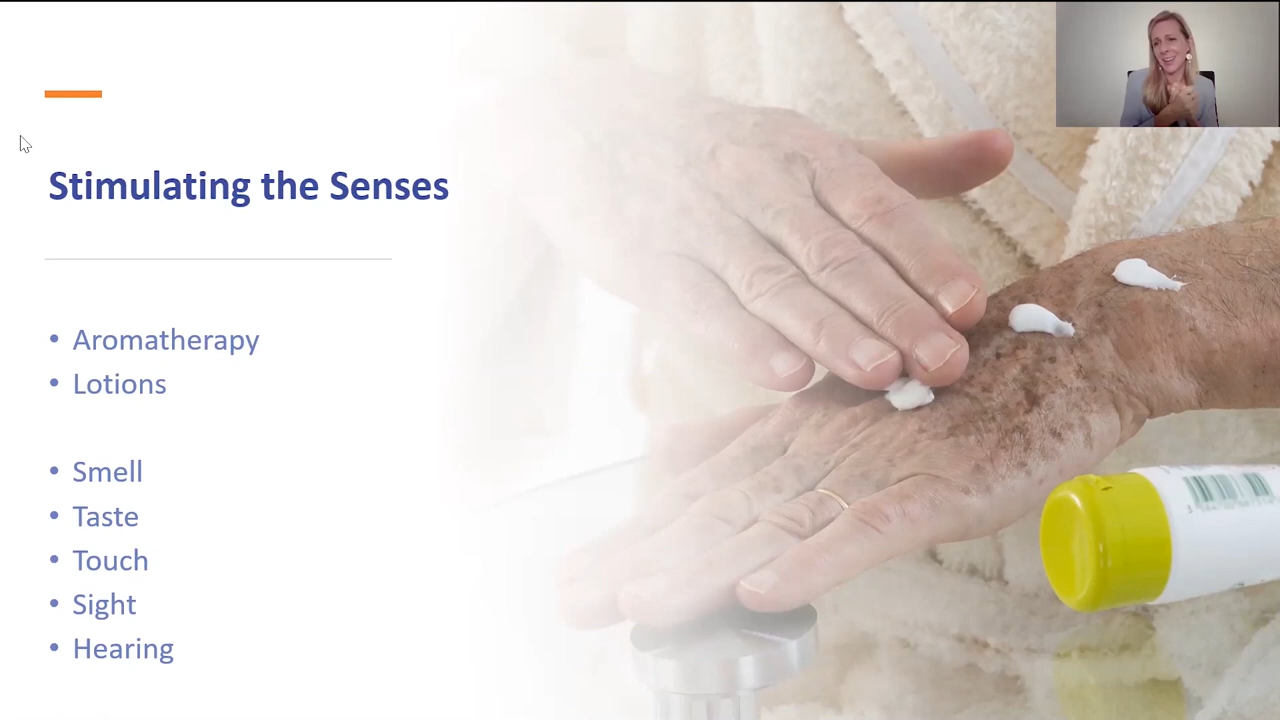 Stimulating the Senses
• Aromatherapy
• Lotions
• Smell
• Taste
• Touch
• Sight
• Hearing